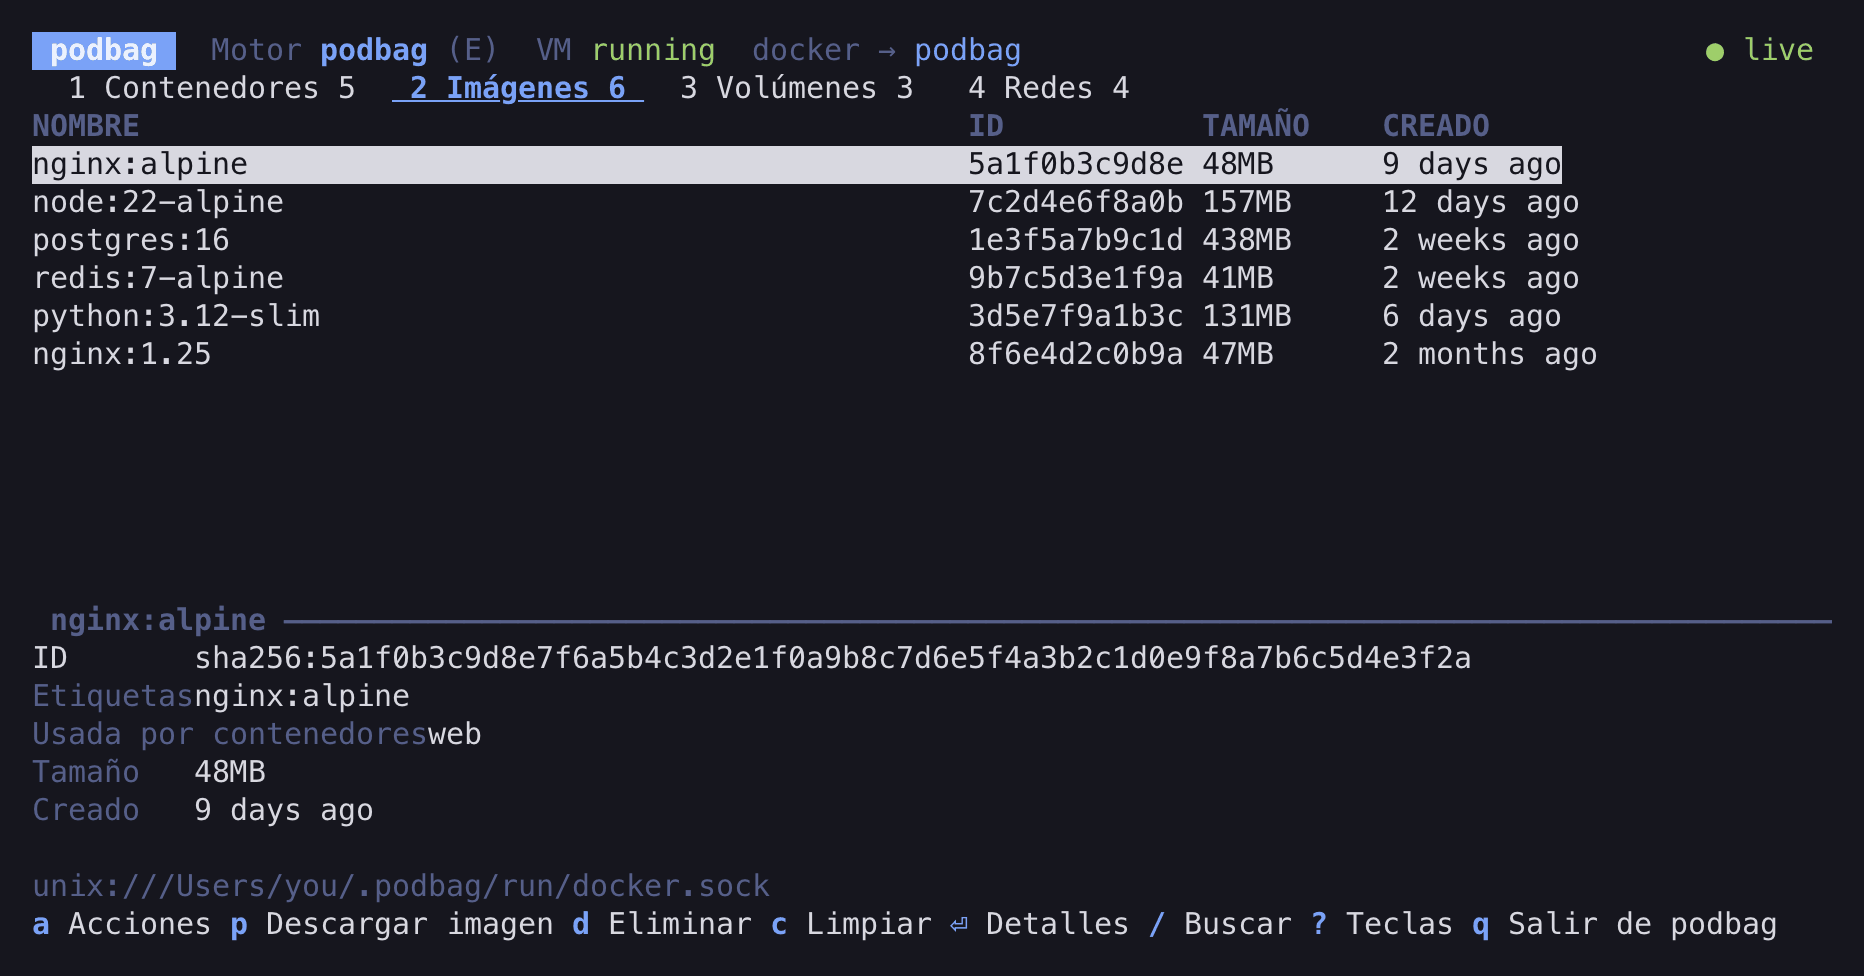 podbag Motor podbag (E) VM running docker → podbag ● live
1 Contenedores 5 2 Imágenes 6 3 Volúmenes 3 4 Redes 4
NOMBRE ID TAMAÑO CREADO
nginx:alpine 5a1f0b3c9d8e 48MB 9 days ago
node:22-alpine 7c2d4e6f8a0b 157MB 12 days ago
postgres:16 1e3f5a7b9c1d 438MB 2 weeks ago
redis:7-alpine 9b7c5d3e1f9a 41MB 2 weeks ago
python:3.12-slim 3d5e7f9a1b3c 131MB 6 days ago
nginx:1.25 8f6e4d2c0b9a 47MB 2 months ago
nginx:alpine
ID sha256:5a1f0b3c9d8e7f6a5b4c3d2e1f0a9b8c7d6e5f4a3b2c1d0e9f8a7b6c5d4e3f2a
Etiquetasnginx:alpine
Usada por contenedoresweb
Tamaño 48MB
Creado 9 days ago
unix:///Users/you/.podbag/run/docker.sock
a Acciones p Descargar imagen d Eliminar c Limpiar ⏎ Detalles / Buscar ? Teclas q Salir de podbag